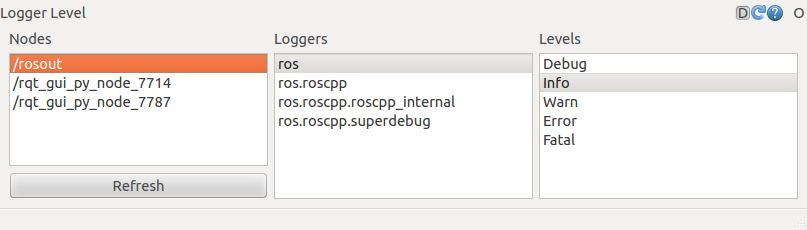 Logger Level
D ? O
Nodes
/rosout
/rqt_gui_py_node_7714
/rqt_gui_py_node_7787
Refresh
Loggers
ros
ros.roscpp
ros.roscpp.roscpp_internal
ros.roscpp.superdebug
Levels
Debug
Info
Warn
Error
Fatal